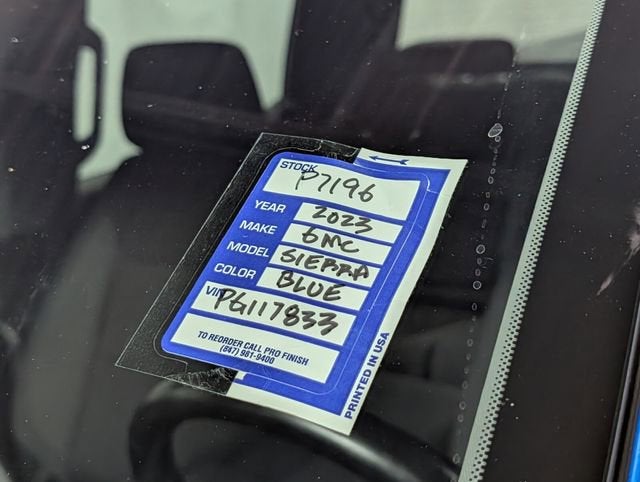 STOCK P7196
YEAR 2023
MAKE GMC
MODEL SIERRA
COLOR BLUE
VIN PG117833
TO REORDER CALL PRO FINISH
(847) 981-9400
PRINTED IN USA